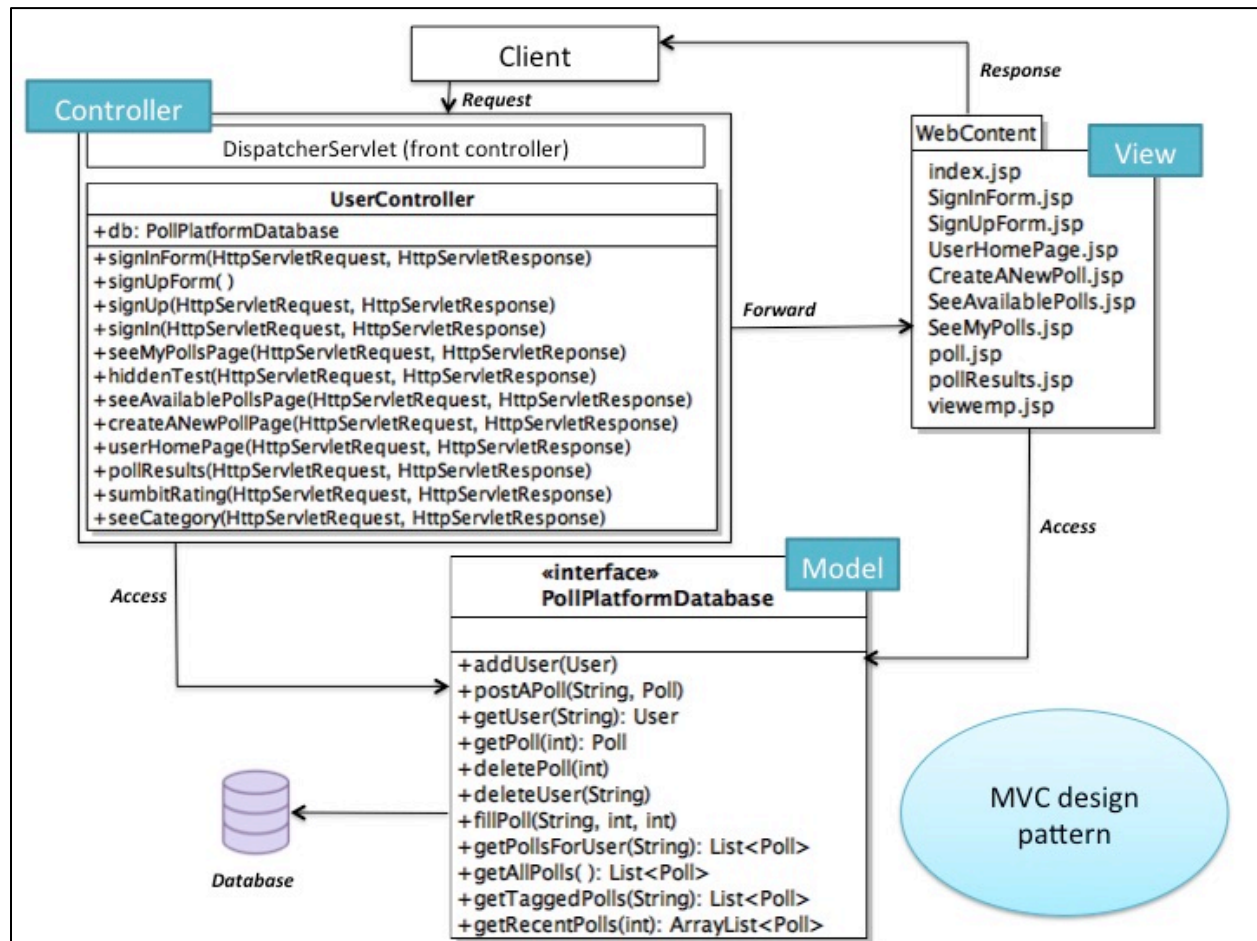 Client
Response
Request
Controller
DispatcherServlet (front controller)
UserController
+db: PollPlatformDatabase
+signInForm(HttpServletRequest, HttpServletResponse)
+signUpForm( )
+signUp(HttpServletRequest, HttpServletResponse)
+signIn(HttpServletRequest, HttpServletResponse)
+seeMyPollsPage(HttpServletRequest, HttpServletReponse)
+hiddenTest(HttpServletRequest, HttpServletResponse)
+seeAvailablePollsPage(HttpServletRequest, HttpServletResponse)
+createANewPollPage(HttpServletRequest, HttpServletResponse)
+userHomePage(HttpServletRequest, HttpServletResponse)
+pollResults(HttpServletRequest, HttpServletResponse)
+sumbitRating(HttpServletRequest, HttpServletResponse)
+seeCategory(HttpServletRequest, HttpServletResponse)
Forward
WebContent
View
index.jsp
SignInForm.jsp
SignUpForm.jsp
UserHomePage.jsp
CreateANewPoll.jsp
SeeAvailablePolls.jsp
SeeMyPolls.jsp
poll.jsp
pollResults.jsp
viewemp.jsp
Access
Access
Model
«interface»
PollPlatformDatabase
+addUser(User)
+postAPoll(String, Poll)
+getUser(String): User
+getPoll(int): Poll
+deletePoll(int)
+deleteUser(String)
+fillPoll(String, int, int)
+getPollsForUser(String): List<Poll>
+getAllPolls( ): List<Poll>
+getTaggedPolls(String): List<Poll>
+getRecentPolls(int): ArrayList<Poll>
Database
MVC design
pattern